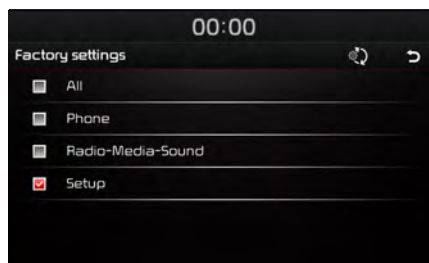 00:00
Factory settings
All
Phone
Radio-Media-Sound
Setup